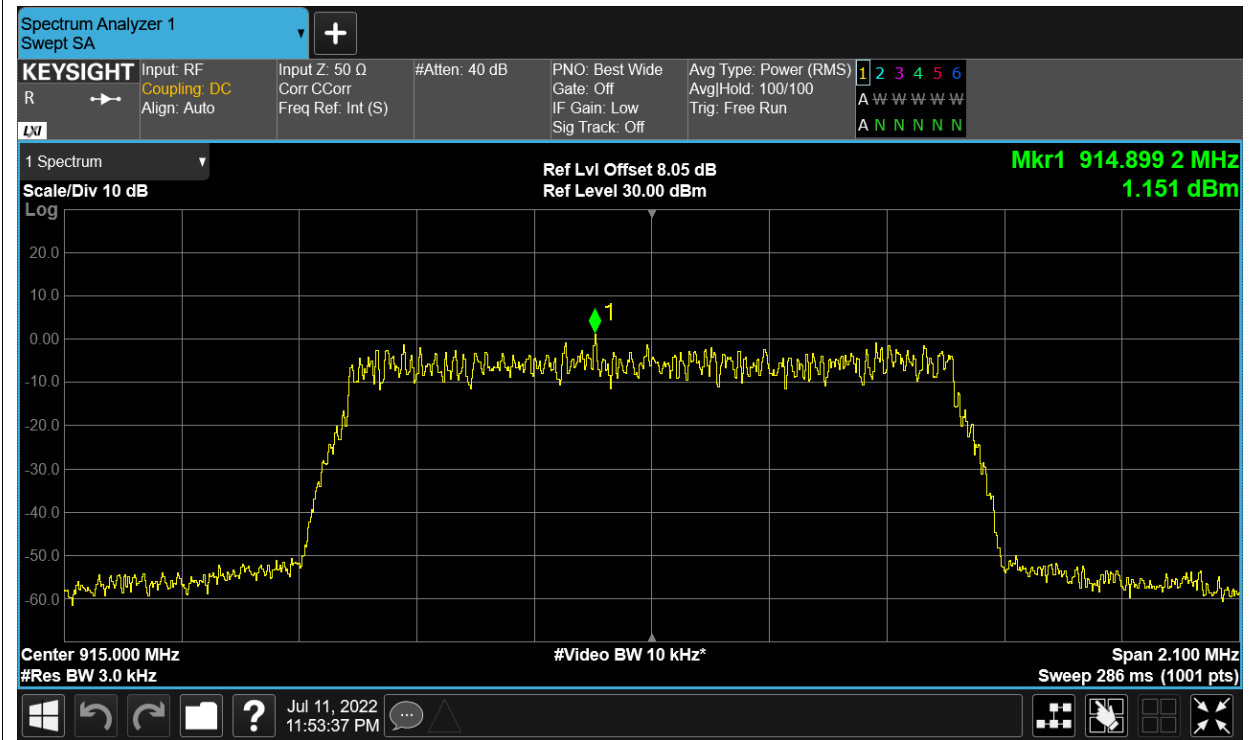 Spectrum Analyzer 1
Swept SA
KEYSIGHT
R
LXI
Input: RF
Coupling: DC
Align: Auto
Input Z: 50 Ω
Corr CCorr
Freq Ref: Int (S)
#Atten: 40 dB
PNO: Best Wide
Gate: Off
IF Gain: Low
Sig Track: Off
Avg Type: Power (RMS)
Avg|Hold: 100/100
Trig: Free Run
1 2 3 4 5 6
A W W W W W
A N N N N N
1 Spectrum
Scale/Div 10 dB
Log
Ref Lvl Offset 8.05 dB
Ref Level 30.00 dBm
Mkr1 914.899 2 MHz
1.151 dBm
20.0
10.0
0.00
-10.0
-20.0
-30.0
-40.0
-50.0
-60.0
1
Center 915.000 MHz
#Res BW 3.0 kHz
#Video BW 10 kHz*
Span 2.100 MHz
Sweep 286 ms (1001 pts)
?
Jul 11, 2022
11:53:37 PM